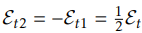 ℰₜ₂ = −ℰₜ₁ = ½ℰₜ